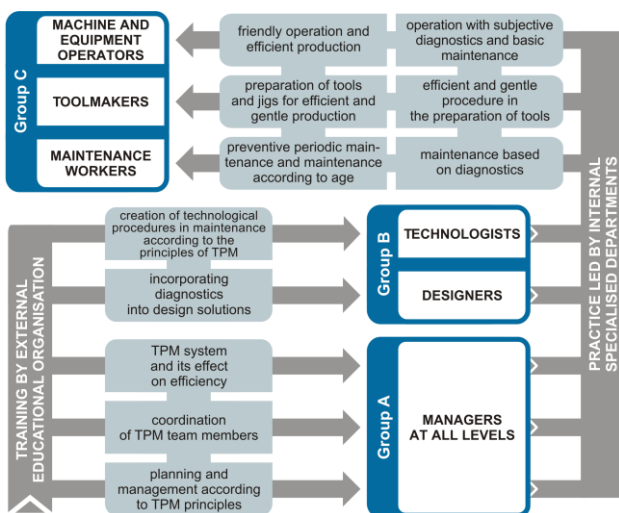 Group C
MACHINE AND
EQUIPMENT
OPERATORS
friendly operation and
efficient production
operation with subjective
diagnostics and basic
maintenance
TOOLMAKERS
preparation of tools
and jigs for efficient and
gentle production
efficient and gentle
procedure in
the preparation of tools
MAINTENANCE
WORKERS
preventive periodic main-
tenance and maintenance
according to age
maintenance based
on diagnostics
PRACTICE LED BY INTERNAL
SPECIALISED DEPARTMENTS
TRAINING BY EXTERNAL
EDUCATIONAL ORGANISATION
creation of technological
procedures in maintenance
according to the
principles of TPM
Group B
TECHNOLOGISTS
incorporating
diagnostics
into design solutions
DESIGNERS
TPM system
and its effect
on efficiency
Group A
MANAGERS
AT ALL LEVELS
coordination
of TPM team members
planning and
management according
to TPM principles